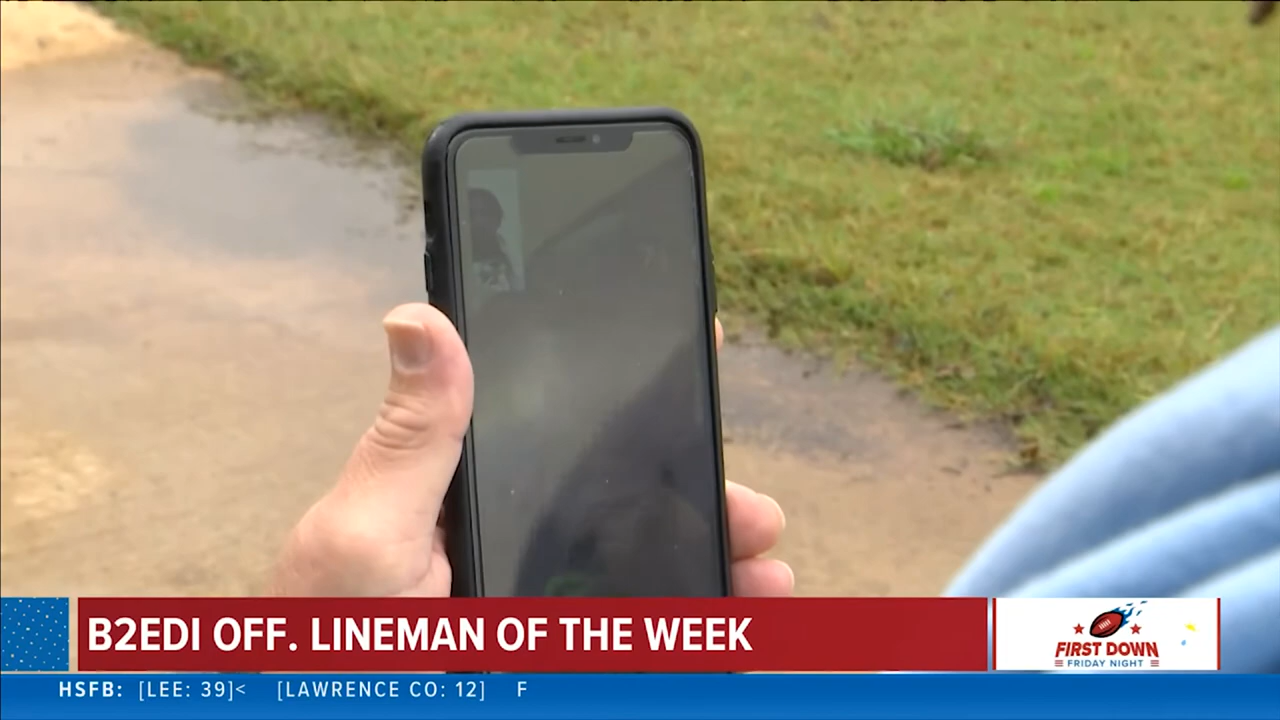 B2EDI OFF. LINEMAN OF THE WEEK
FIRST DOWN
FRIDAY NIGHT
HSFB: [LEE: 39]< [LAWRENCE CO: 12] F